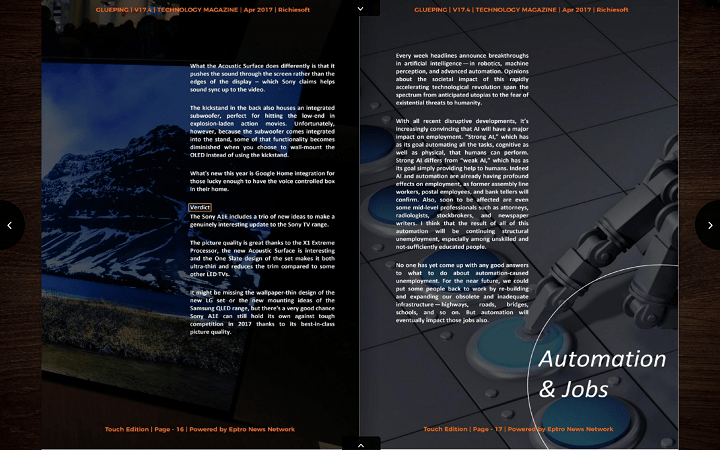 GLUEPING | V17.4 | TECHNOLOGY MAGAZINE | Apr 2017 | Richiesoft
What the Acoustic Surface does differently is that it
pushes the sound through the screen rather than the
edges of the display – which Sony claims helps
sound sync up to the video.
The kickstand in the back also houses an integrated
subwoofer, perfect for hitting the low-end in
explosion-laden action movies. Unfortunately,
however, because the subwoofer comes integrated
into the stand, some of that functionality becomes
diminished when you choose to wall-mount the
OLED instead of using the kickstand.
What's new this year is Google Home integration for
those lucky enough to have the voice controlled box
in their home.
Verdict
The Sony A1E includes a trio of new ideas to make a
genuinely interesting update to the Sony TV range.
The picture quality is great thanks to the X1 Extreme
Processor, the new Acoustic Surface is interesting
and the One Slate design of the set makes it both
ultra-thin and reduces the trim compared to some
other LED TVs.
It might be missing the wallpaper-thin design of the
new LG set or the new mounting ideas of the
Samsung QLED range, but there's a very good chance
Sony A1E can still hold its own against tough
competition in 2017 thanks to its best-in-class
picture quality.
Touch Edition | Page - 16 | Powered by Eptro News Network
GLUEPING | V17.4 | TECHNOLOGY MAGAZINE | Apr 2017 | Richiesoft
Every week headlines announce breakthroughs
in artificial intelligence — in robotics, machine
perception, and advanced automation. Opinions
about the societal impact of this rapidly
accelerating technological revolution span the
spectrum from anticipated utopias to the fear of
existential threats to humanity.
With all recent disruptive developments, it's
increasingly convincing that AI will have a major
impact on employment. "Strong AI," which has
as its goal automating all the tasks, cognitive as
well as physical, that humans can perform.
Strong AI differs from "weak AI," which has as
its goal simply providing help to humans. Indeed
AI and automation are already having profound
effects on employment, as former assembly line
workers, postal employees, and bank tellers will
confirm. Also, soon to be affected are even
some mid-level professionals such as attorneys,
radiologists, stockbrokers, and newspaper
writers. I think that the result of all of this
automation will be continuing structural
unemployment, especially among unskilled and
not-sufficiently educated people.
No one has yet come up with any good answers
to what to do about automation-caused
unemployment. For the near future, we could
put some people back to work by re-building
and expanding our obsolete and inadequate
infrastructure — highways, roads, bridges,
schools, and so on. But automation will
eventually impact those jobs also.
Automation
& Jobs
Touch Edition | Page - 17 | Powered by Eptro News Network